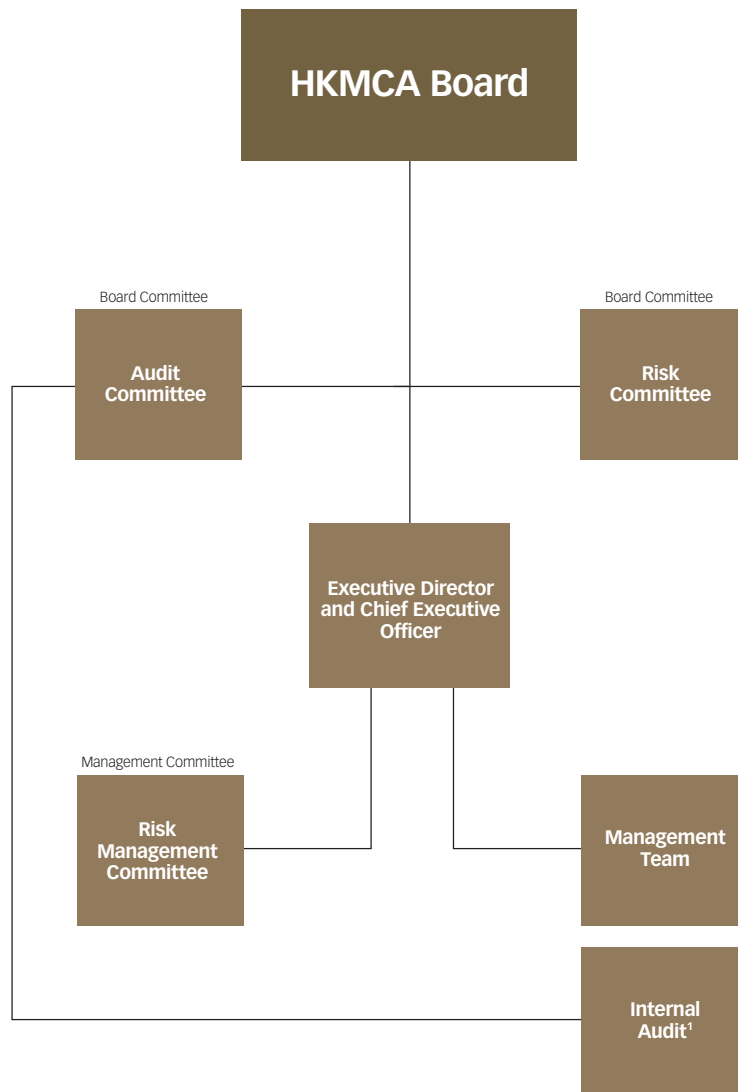 HKMCA Board
Board Committee
Audit
Committee
Board Committee
Risk
Committee
Executive Director
and Chief Executive
Officer
Management Committee
Risk
Management
Committee
Management
Team
Internal
Audit¹